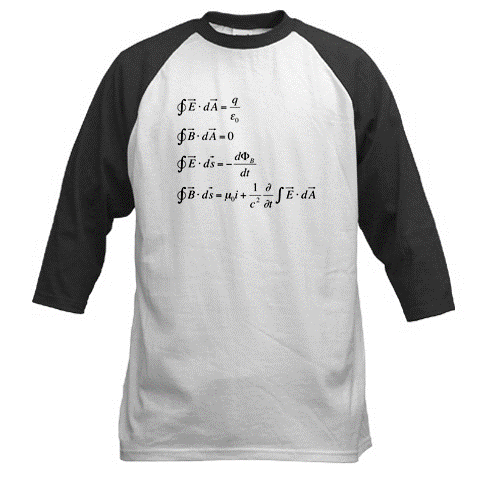 ∮E⃗ · dA⃗ = q/ε₀
∮B⃗ · dA⃗ = 0
∮E⃗ · ds⃗ = − dΦ_B/dt
∮B⃗ · ds⃗ = μ₀i + 1/c² ∂/∂t ∫E⃗ · dA⃗